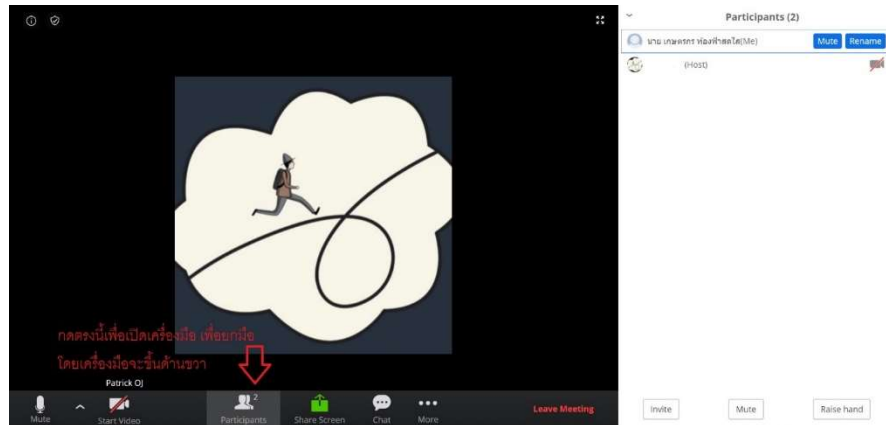 Participants (2)
นาย เกษตรกร ท้องฟ้าสดใส(Me)
Mute
Rename
(Host)
กดตรงนี้เพื่อเปิดเครื่องมือ เพื่อยกมือ
โดยเครื่องมือจะขึ้นด้านขวา
Patrick OJ
Mute
Start Video
2
Participants
Share Screen
Chat
More
Leave Meeting
Invite
Mute
Raise hand